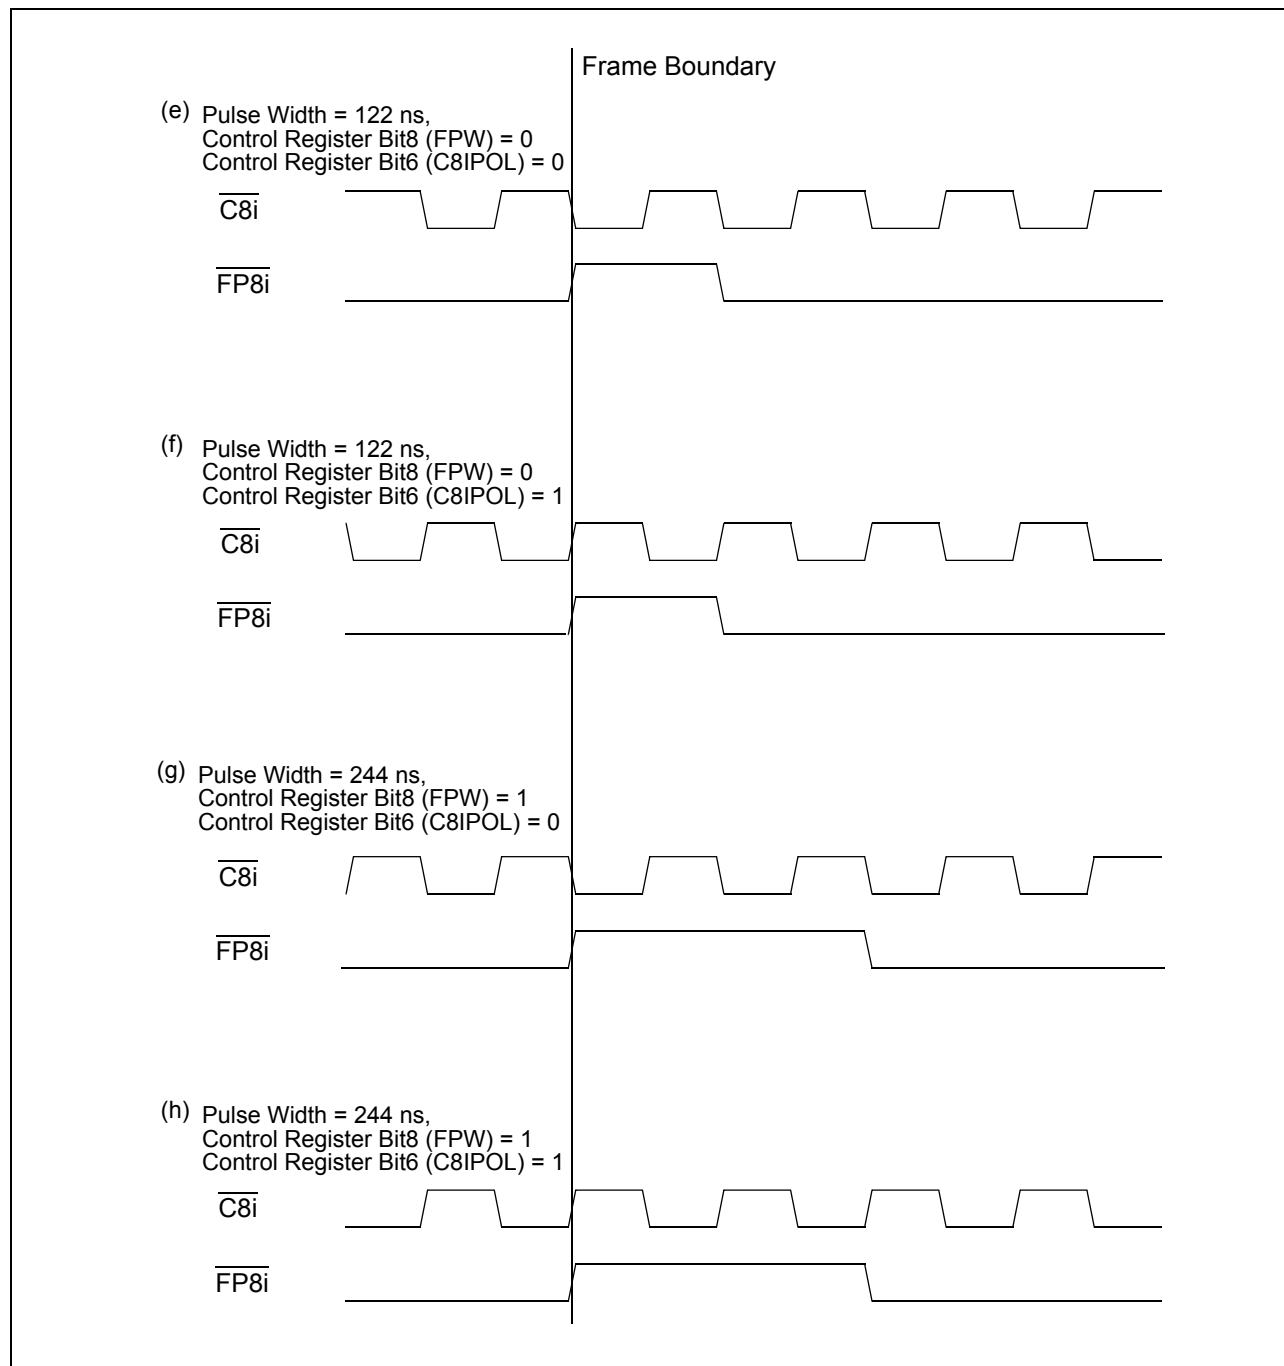 Frame Boundary
(e) Pulse Width = 122 ns,
Control Register Bit8 (FPW) = 0
Control Register Bit6 (C8IPOL) = 0
C8i
FP8i
(f) Pulse Width = 122 ns,
Control Register Bit8 (FPW) = 0
Control Register Bit6 (C8IPOL) = 1
C8i
FP8i
(g) Pulse Width = 244 ns,
Control Register Bit8 (FPW) = 1
Control Register Bit6 (C8IPOL) = 0
C8i
FP8i
(h) Pulse Width = 244 ns,
Control Register Bit8 (FPW) = 1
Control Register Bit6 (C8IPOL) = 1
C8i
FP8i